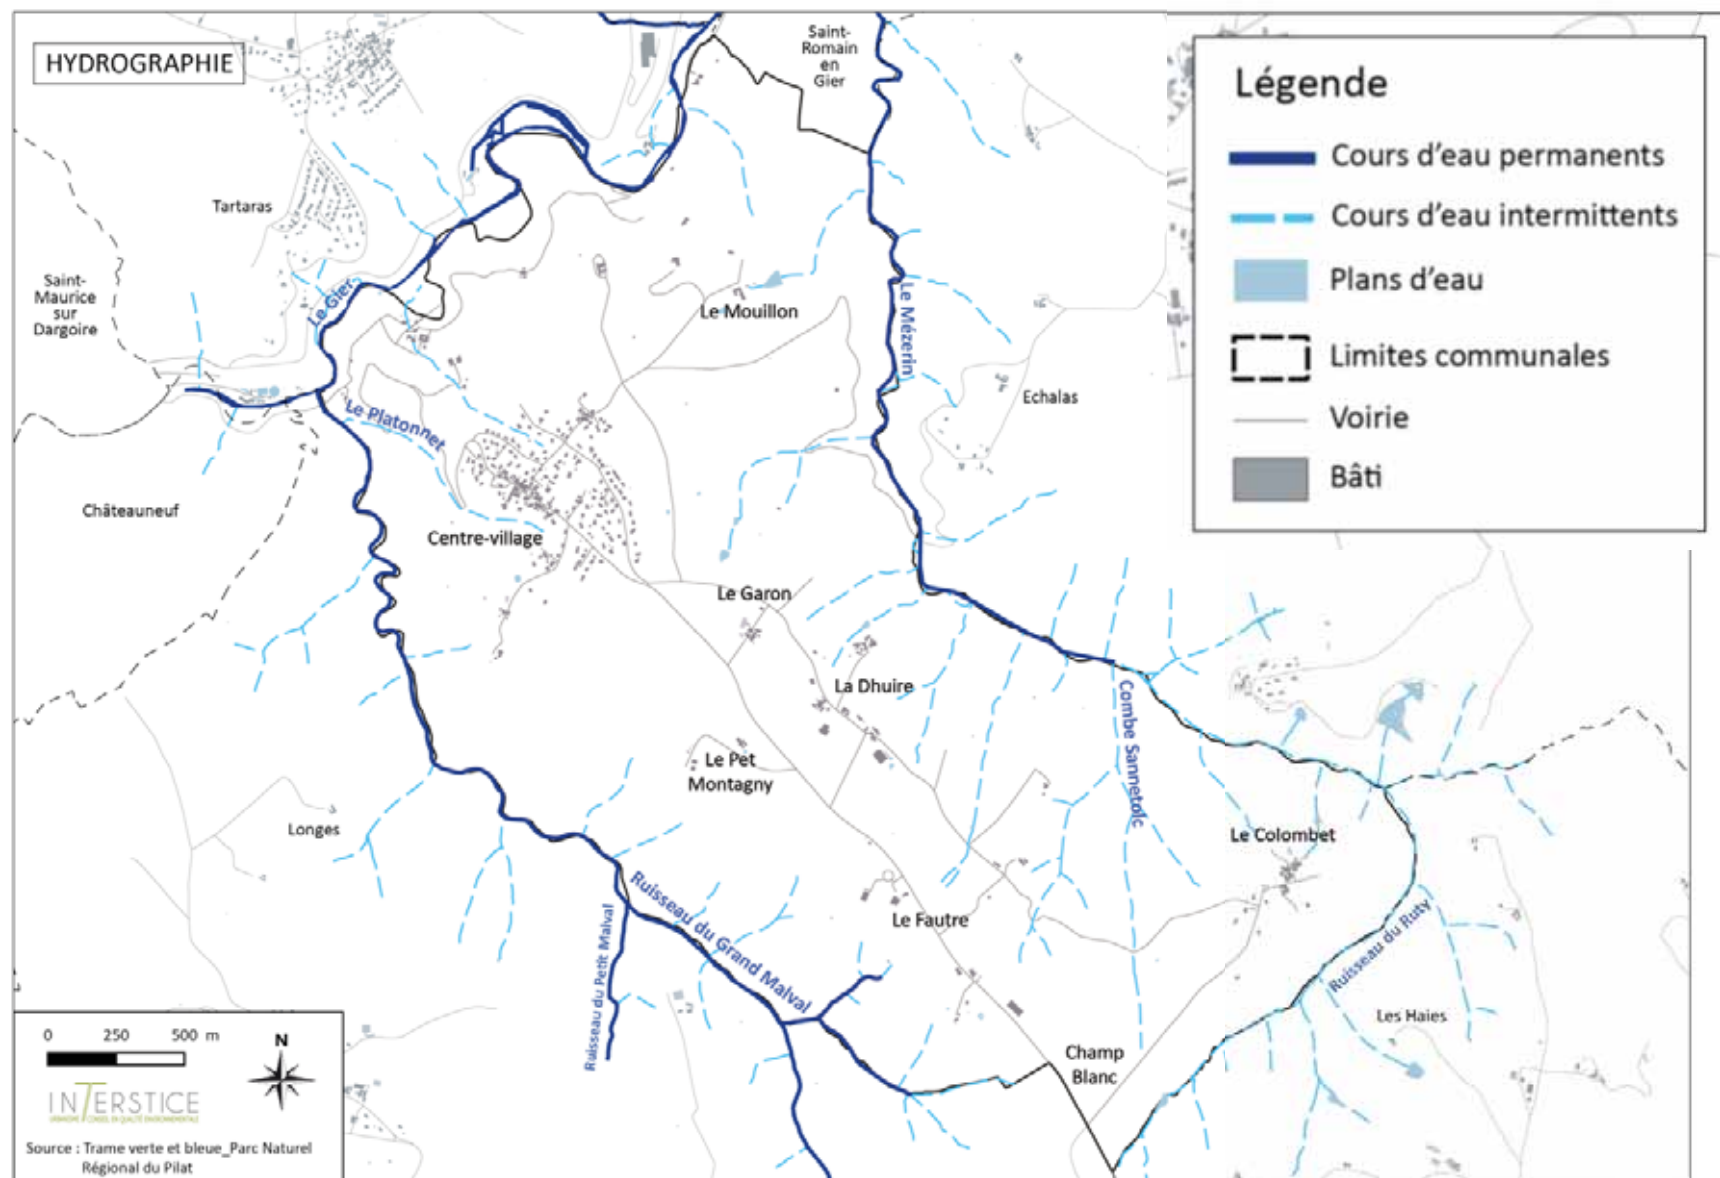 HYDROGRAPHIE
Saint-
Romain
en
Gier
Légende
Cours d'eau permanents
Cours d'eau intermittents
Plans d'eau
Limites communales
Voirie
Bâti
Tartaras
Saint-
Maurice
sur
Dargoire
Le Gier
Le Mouillon
Le Mézerin
Echalas
Le Platonnet
Châteauneuf
Centre-village
Le Garon
La Dhuire
Combe Sannetolc
Le Pet
Montagny
Longes
Le Colombet
Ruisseau du Grand Malval
Le Fautre
Ruisseau du Petit Malval
Ruisseau du Ruty
Les Haies
Champ
Blanc
0 250 500 m
N
INTERSTICE
Source : Trame verte et bleue_Parc Naturel
Régional du Pilat